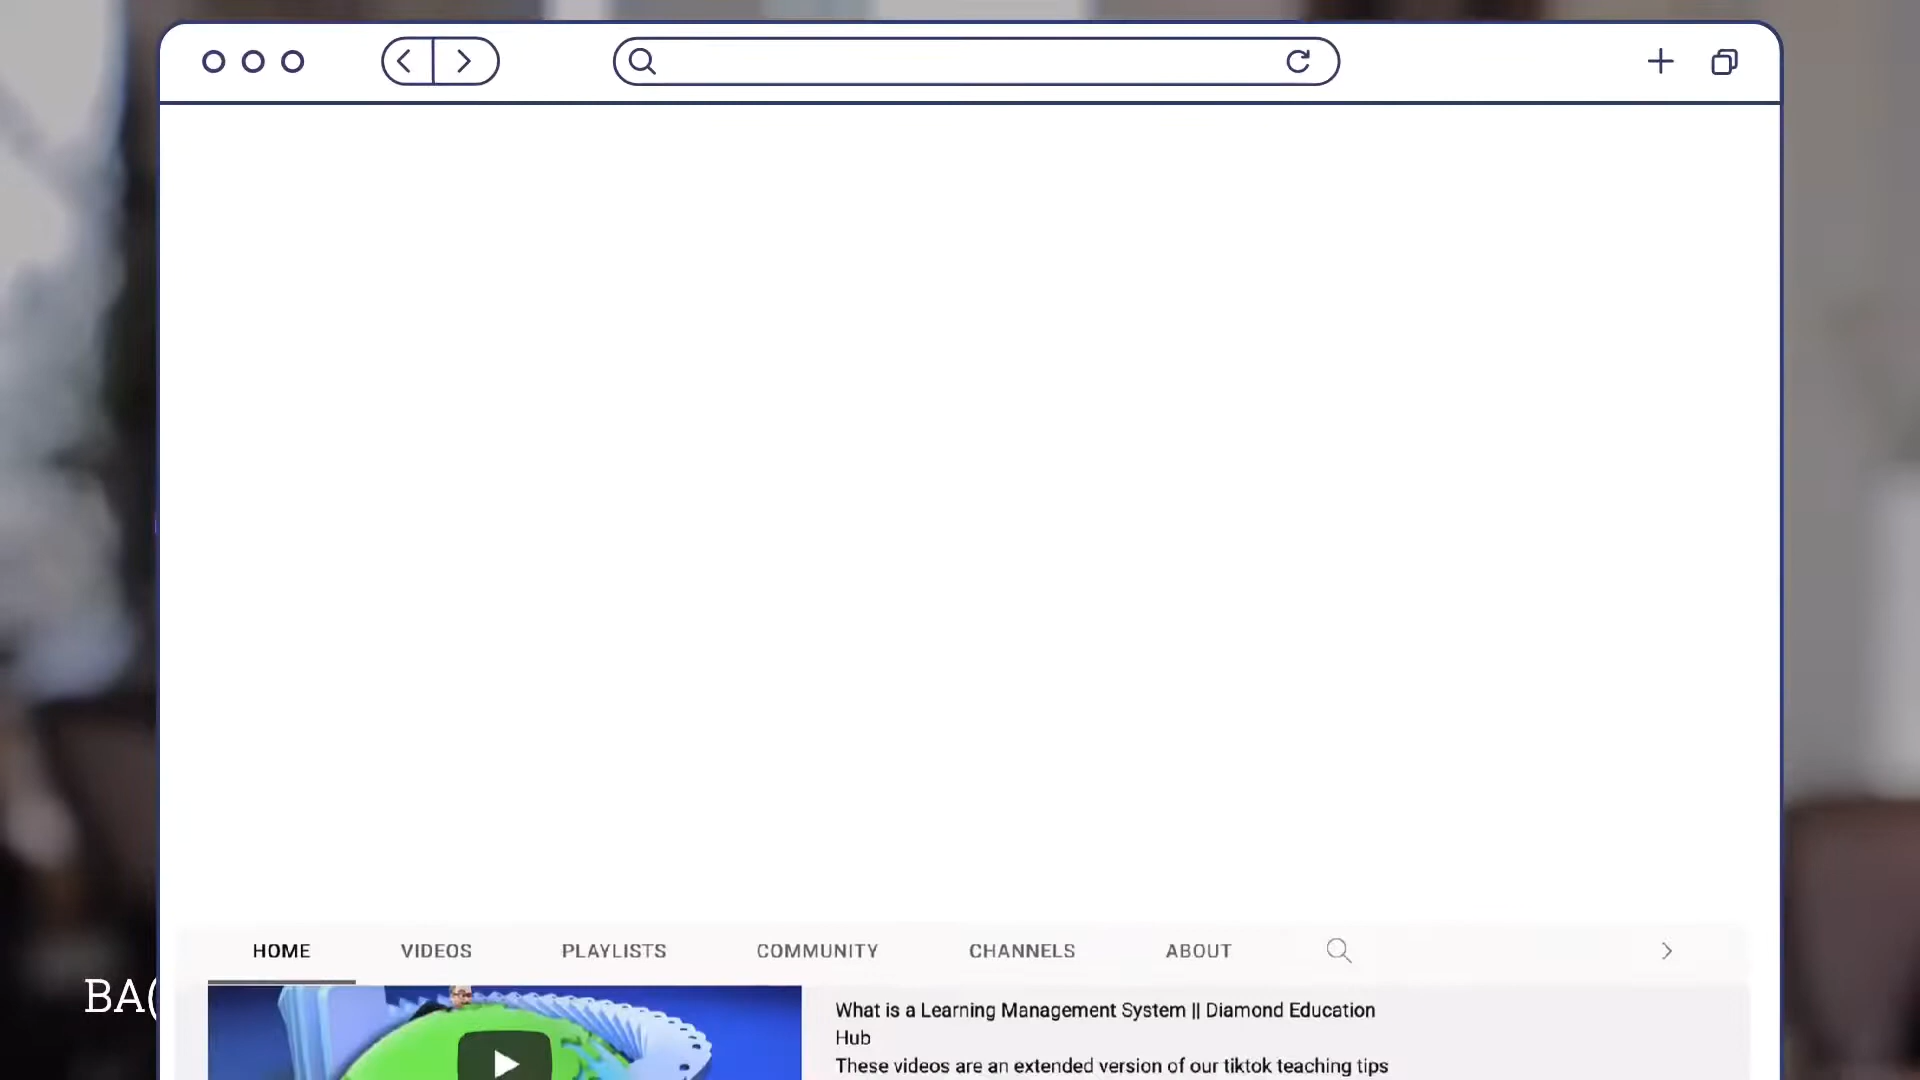 HOME VIDEOS PLAYLISTS COMMUNITY CHANNELS ABOUT
BA(
What is a Learning Management System || Diamond Education
Hub
These videos are an extended version of our tiktok teaching tips